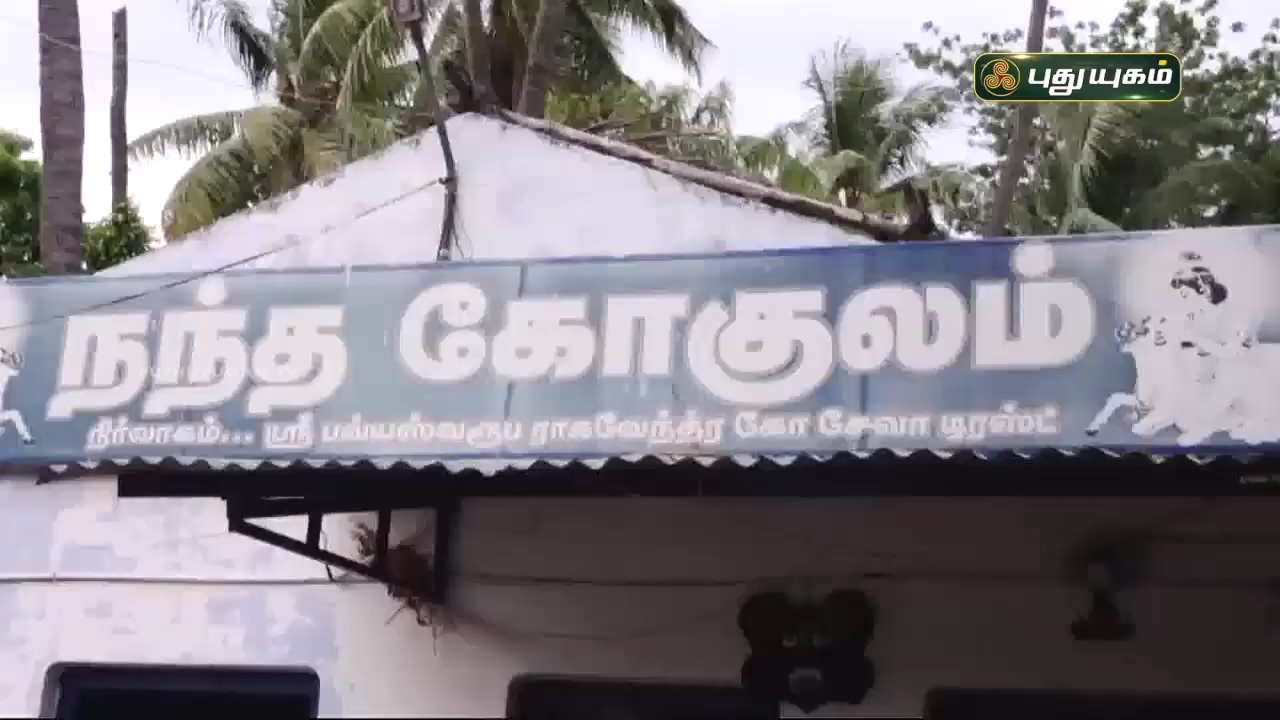 புதுயுகம்
நந்த கோகுலம்
நிர்வாகம்... ஸ்ரீ பவ்யஸ்வரூப ராகவேந்த்ர கோ சேவா டிரஸ்ட்